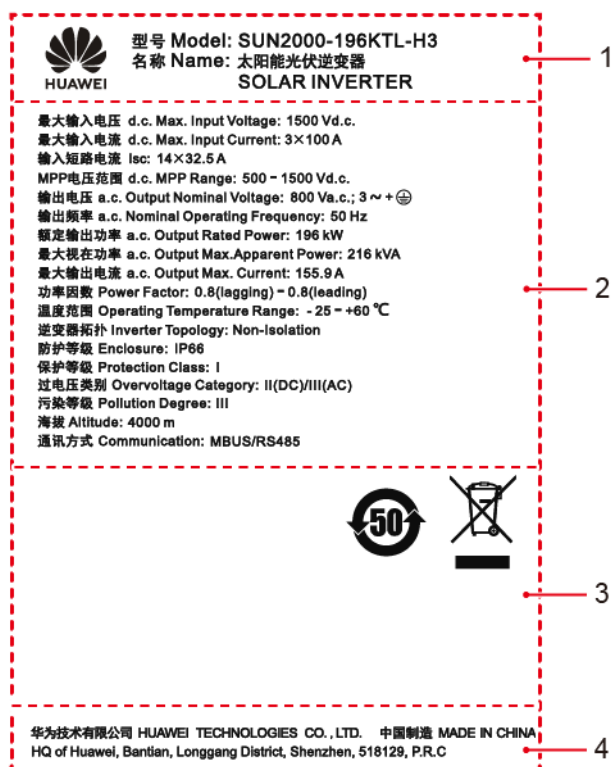 HUAWEI
型号 Model: SUN2000-196KTL-H3
名称 Name: 太阳能光伏逆变器
SOLAR INVERTER
1
最大输入电压 d.c. Max. Input Voltage: 1500 Vd.c.
最大输入电流 d.c. Max. Input Current: 3×100 A
输入短路电流 Isc: 14×32.5 A
MPP电压范围 d.c. MPP Range: 500 - 1500 Vd.c.
输出电压 a.c. Output Nominal Voltage: 800 Va.c.; 3 ~ + ⏚
输出频率 a.c. Nominal Operating Frequency: 50 Hz
额定输出功率 a.c. Output Rated Power: 196 kW
最大视在功率 a.c. Output Max.Apparent Power: 216 kVA
最大输出电流 a.c. Output Max. Current: 155.9 A
功率因数 Power Factor: 0.8(lagging) - 0.8(leading)
温度范围 Operating Temperature Range: - 25 - +60 ℃
逆变器拓扑 Inverter Topology: Non-Isolation
防护等级 Enclosure: IP66
保护等级 Protection Class: I
过电压类别 Overvoltage Category: II(DC)/III(AC)
污染等级 Pollution Degree: III
海拔 Altitude: 4000 m
通讯方式 Communication: MBUS/RS485
2
50
3
华为技术有限公司 HUAWEI TECHNOLOGIES CO., LTD. 中国制造 MADE IN CHINA
HQ of Huawei, Bantian, Longgang District, Shenzhen, 518129, P.R.C
4